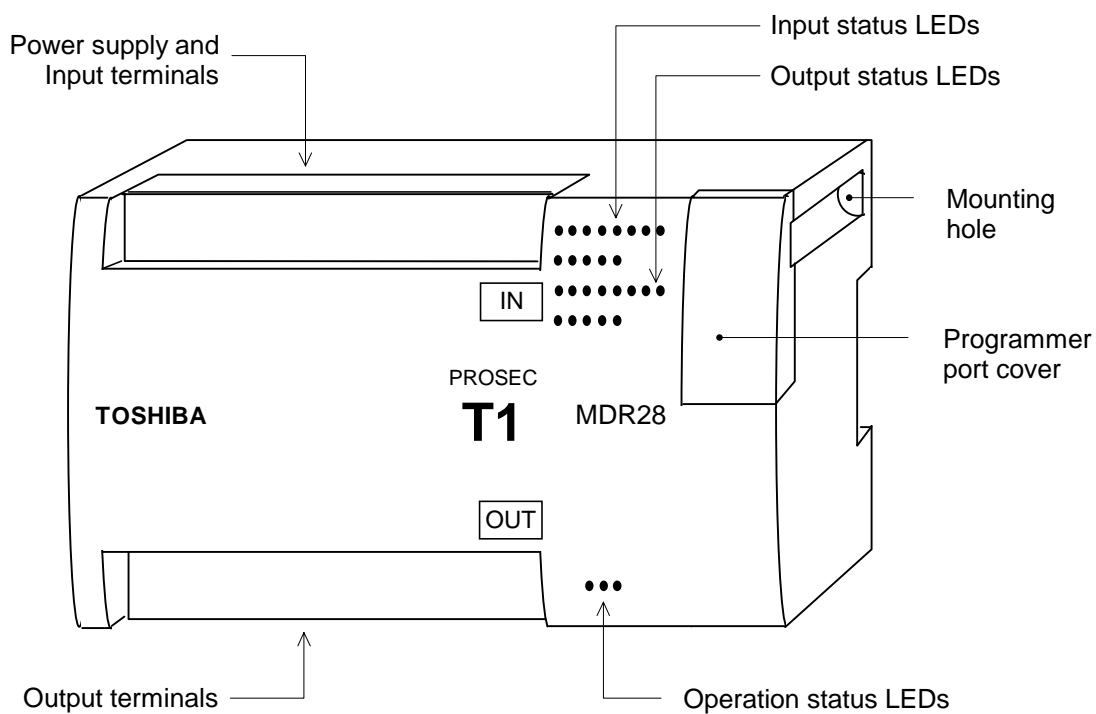 Input status LEDs
Power supply and
Input terminals
Output status LEDs
Mounting
hole
IN
Programmer
port cover
PROSEC
T1
MDR28
TOSHIBA
OUT
Output terminals
Operation status LEDs